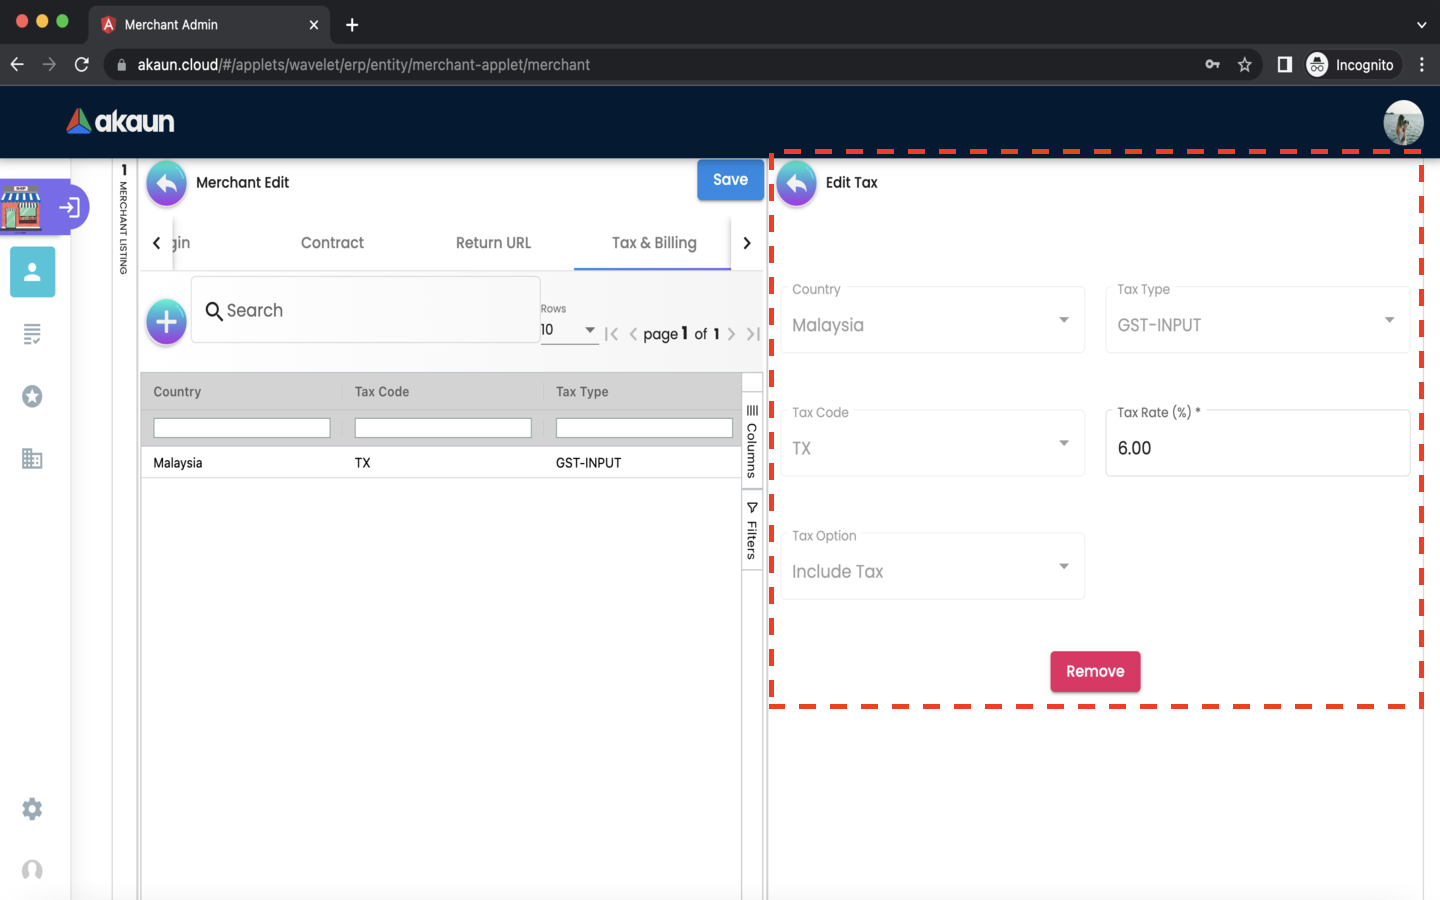 Merchant Admin
akaun.cloud/#/applets/wavelet/erp/entity/merchant-applet/merchant
Incognito
akaun
SHOP
1 MERCHANT LISTING
Merchant Edit
Save
gin
Contract
Return URL
Tax & Billing
Search
Rows
10
page 1 of 1
Country
Tax Code
Tax Type
Malaysia
TX
GST-INPUT
Columns
Filters
Edit Tax
Country
Malaysia
Tax Type
GST-INPUT
Tax Code
TX
Tax Rate (%) *
6.00
Tax Option
Include Tax
Remove